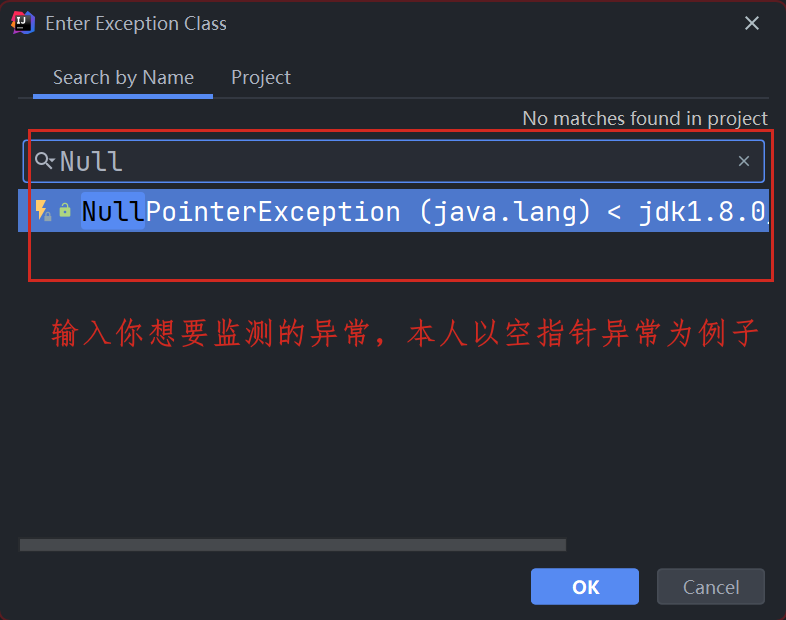 Enter Exception Class
Search by Name Project
No matches found in project
Null
NullPointerException (java.lang) < jdk1.8.0
输入你想要监测的异常，本人以空指针异常为例子
OK Cancel